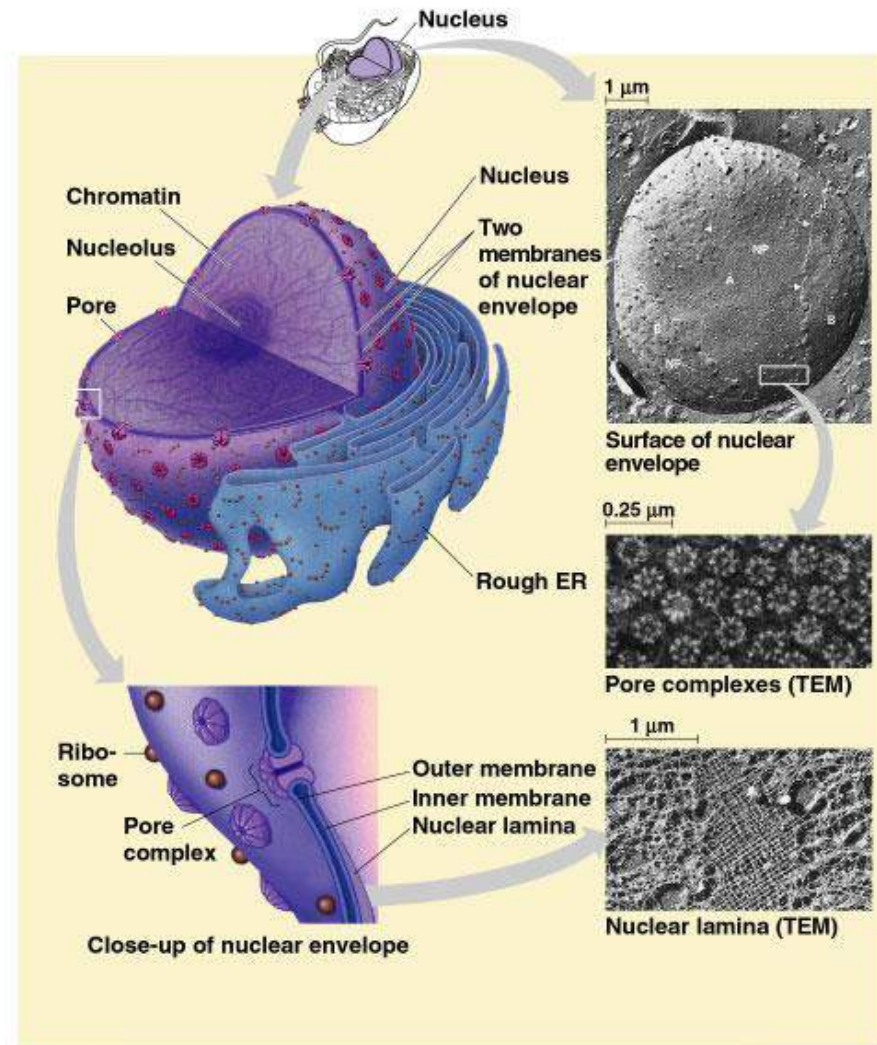 Nucleus
1 μm
Chromatin
Nucleolus
Pore
Nucleus
Two
membranes
of nuclear
envelope
NP
A
B
B
NP
Surface of nuclear
envelope
0.25 μm
Rough ER
Pore complexes (TEM)
1 μm
Ribo-
some
Pore
complex
Outer membrane
Inner membrane
Nuclear lamina
Close-up of nuclear envelope
Nuclear lamina (TEM)